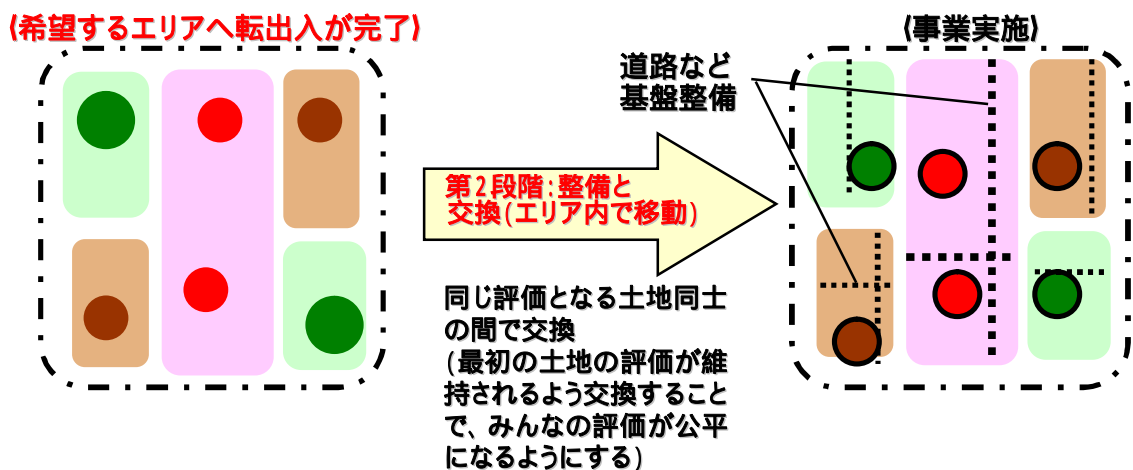 (希望するエリアへ転出入が完了)
(事業実施)
道路など
基盤整備
第2段階:整備と
交換(エリア内で移動)
同じ評価となる土地同士
の間で交換
(最初の土地の評価が維
持されるよう交換すること
で、みんなの評価が公平
になるようにする)